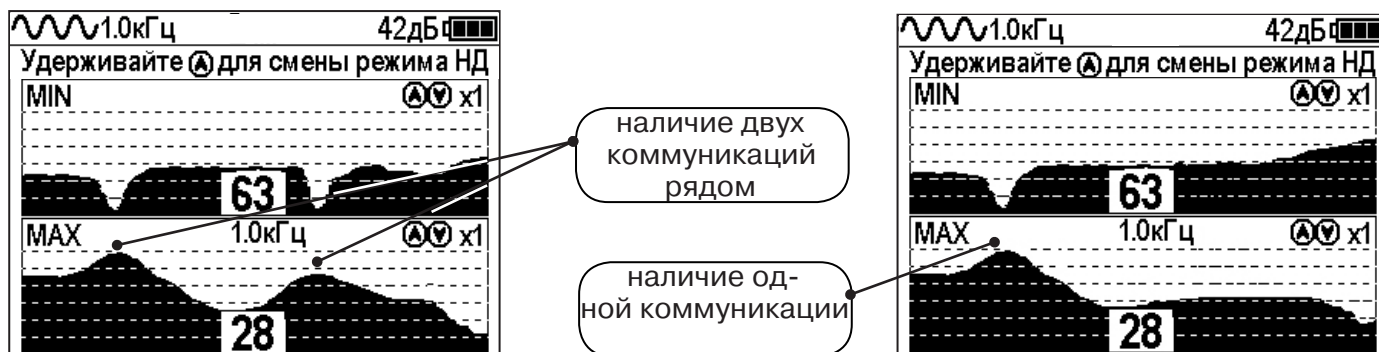 1.0кГц 42дБ
Удерживайте Ⓐ для смены режима НД
MIN x1
63
MAX 1.0кГц x1
28
наличие двух
коммуникаций
рядом
наличие од-
ной коммуникации
1.0кГц 42дБ
Удерживайте Ⓐ для смены режима НД
MIN x1
63
MAX 1.0кГц x1
28